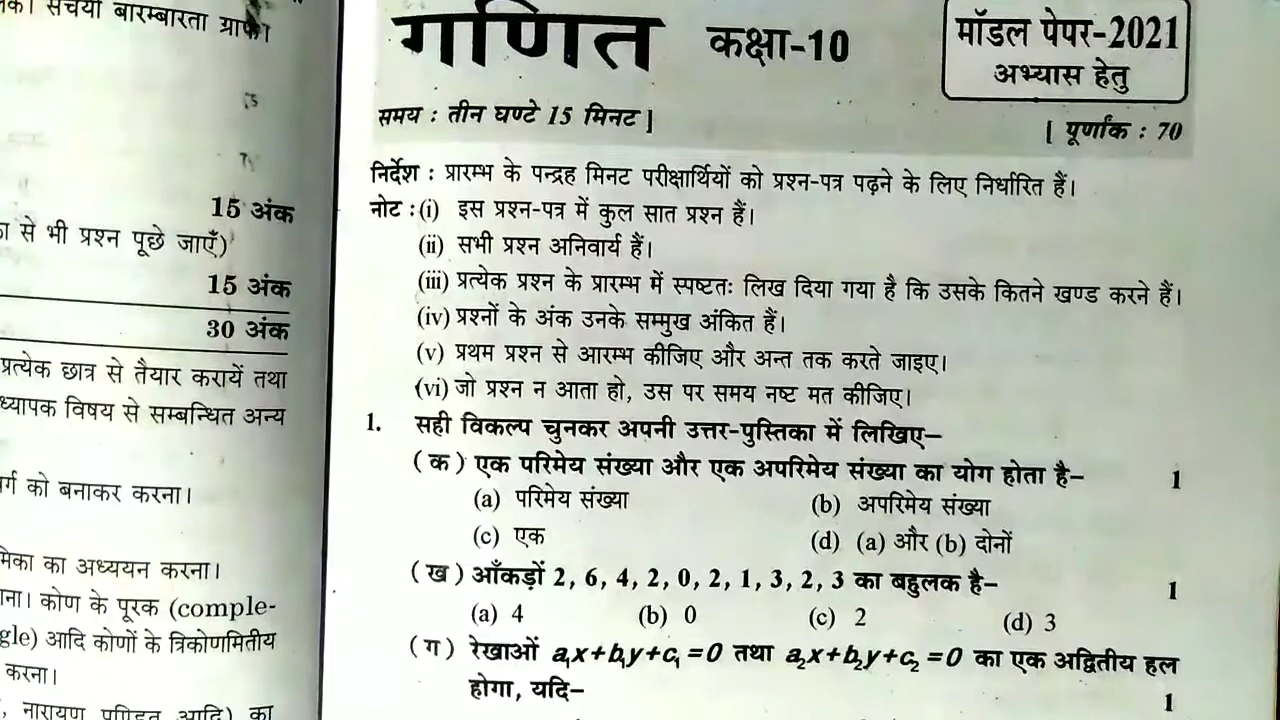 सचयी बारम्बारता ग्राफ।
15 अंक
से भी प्रश्न पूछे जाएँ)
15 अंक
30 अंक
प्रत्येक छात्र से तैयार करायें तथा
ध्यापक विषय से सम्बन्धित अन्य
र्ग को बनाकर करना।
मिका का अध्ययन करना।
ाना। कोण के पूरक (comple-
gle) आदि कोणों के त्रिकोणमितीय
करना।
, नारायण पण्डित आदि) का
गणित कक्षा-10
मॉडल पेपर-2021
अभ्यास हेतु
समय : तीन घण्टे 15 मिनट ]
[ पूर्णांक : 70
निर्देश : प्रारम्भ के पन्द्रह मिनट परीक्षार्थियों को प्रश्न-पत्र पढ़ने के लिए निर्धारित हैं।
नोट :(i) इस प्रश्न-पत्र में कुल सात प्रश्न हैं।
(ii) सभी प्रश्न अनिवार्य हैं।
(iii) प्रत्येक प्रश्न के प्रारम्भ में स्पष्टतः लिख दिया गया है कि उसके कितने खण्ड करने हैं।
(iv) प्रश्नों के अंक उनके सम्मुख अंकित हैं।
(v) प्रथम प्रश्न से आरम्भ कीजिए और अन्त तक करते जाइए।
(vi) जो प्रश्न न आता हो, उस पर समय नष्ट मत कीजिए।
1. सही विकल्प चुनकर अपनी उत्तर-पुस्तिका में लिखिए–
(क) एक परिमेय संख्या और एक अपरिमेय संख्या का योग होता है– 1
(a) परिमेय संख्या (b) अपरिमेय संख्या
(c) एक (d) (a) और (b) दोनों
(ख) आँकड़ों 2, 6, 4, 2, 0, 2, 1, 3, 2, 3 का बहुलक है– 1
(a) 4 (b) 0 (c) 2 (d) 3
(ग) रेखाओं a₁x+b₁y+c₁=0 तथा a₂x+b₂y+c₂=0 का एक अद्वितीय हल
होगा, यदि– 1